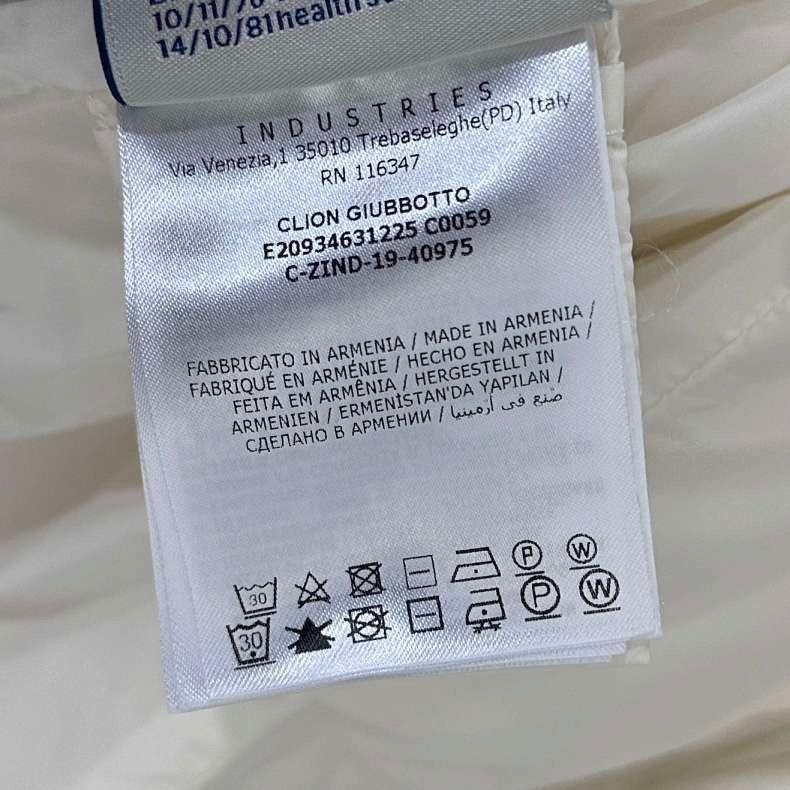 10/11/70
14/10/81 health
INDUSTRIES
Via Venezia,1 35010 Trebaseleghe(PD) Italy
RN 116347
CLION GIUBBOTTO
E20934631225 C0059
C-ZIND-19-40975
FABBRICATO IN ARMENIA / MADE IN ARMENIA /
FABRIQUÉ EN ARMÉNIE / HECHO EN ARMENIA /
FEITA EM ARMÊNIA / HERGESTELLT IN
ARMENIEN / ERMENİSTAN'DA YAPILAN /
СДЕЛАНО В АРМЕНИИ / صنع في أرمينيا
30 P W
30 P W